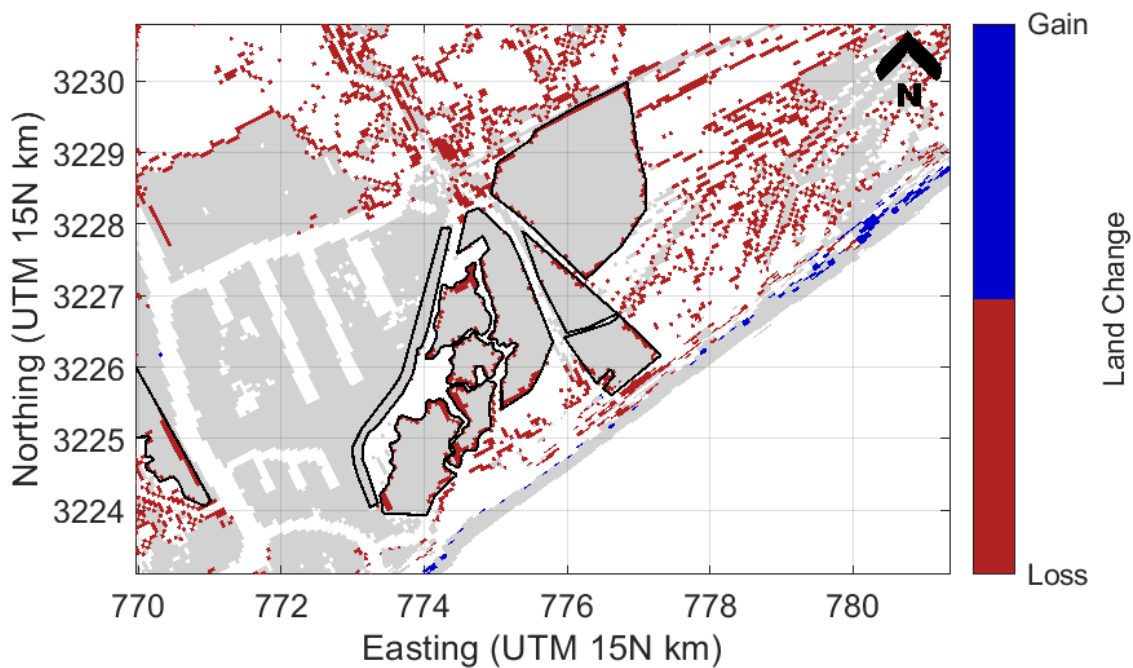 Gain
N
3230
3229
3228
3227
3226
3225
3224
Northing (UTM 15N km)
770 772 774 776 778 780
Easting (UTM 15N km)
Land Change
Loss